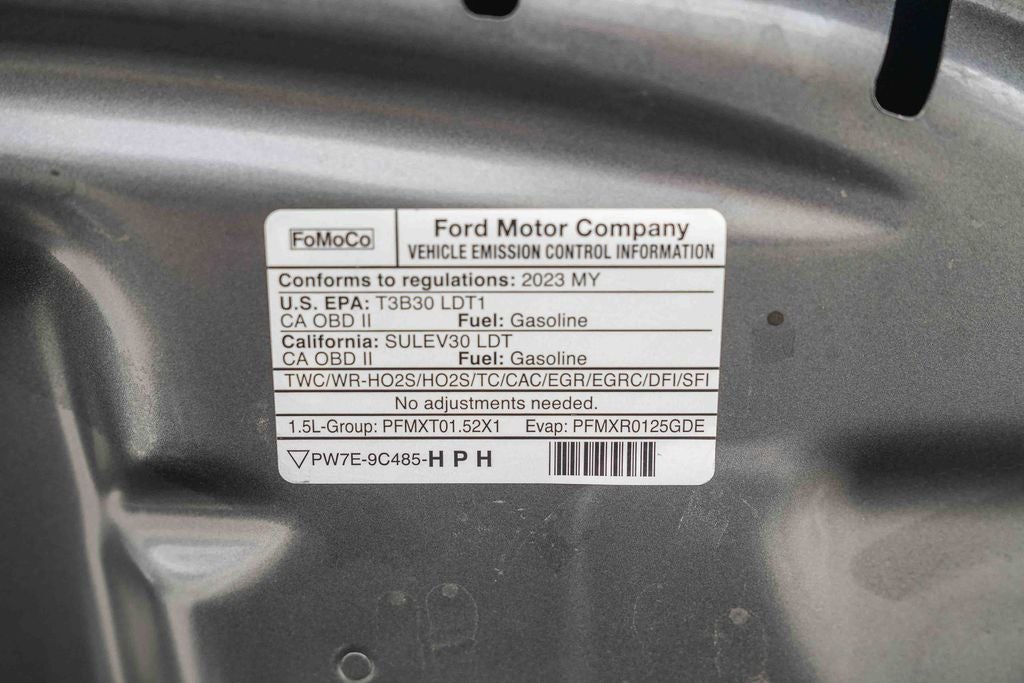 FoMoCo
Ford Motor Company
VEHICLE EMISSION CONTROL INFORMATION
Conforms to regulations: 2023 MY
U.S. EPA: T3B30 LDT1
CA OBD II Fuel: Gasoline
California: SULEV30 LDT
CA OBD II Fuel: Gasoline
TWC/WR-HO2S/HO2S/TC/CAC/EGR/EGRC/DFI/SFI
No adjustments needed.
1.5L-Group: PFMXT01.52X1 Evap: PFMXR0125GDE
PW7E-9C485-HPH